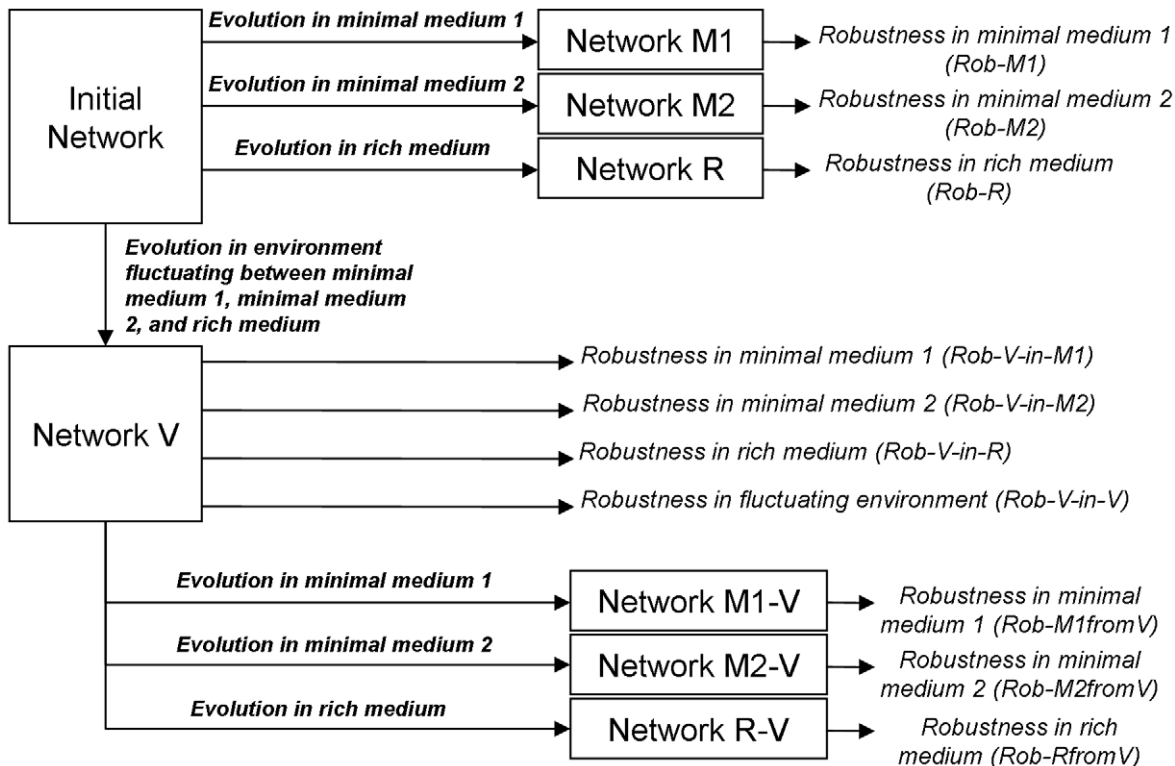 Initial
Network
Evolution in minimal medium 1
Network M1
Robustness in minimal medium 1
(Rob-M1)
Evolution in minimal medium 2
Network M2
Robustness in minimal medium 2
(Rob-M2)
Evolution in rich medium
Network R
Robustness in rich medium
(Rob-R)
Evolution in environment
fluctuating between minimal
medium 1, minimal medium
2, and rich medium
Network V
Robustness in minimal medium 1 (Rob-V-in-M1)
Robustness in minimal medium 2 (Rob-V-in-M2)
Robustness in rich medium (Rob-V-in-R)
Robustness in fluctuating environment (Rob-V-in-V)
Evolution in minimal medium 1
Network M1-V
Robustness in minimal
medium 1 (Rob-M1fromV)
Evolution in minimal medium 2
Network M2-V
Robustness in minimal
medium 2 (Rob-M2fromV)
Evolution in rich medium
Network R-V
Robustness in rich
medium (Rob-RfromV)